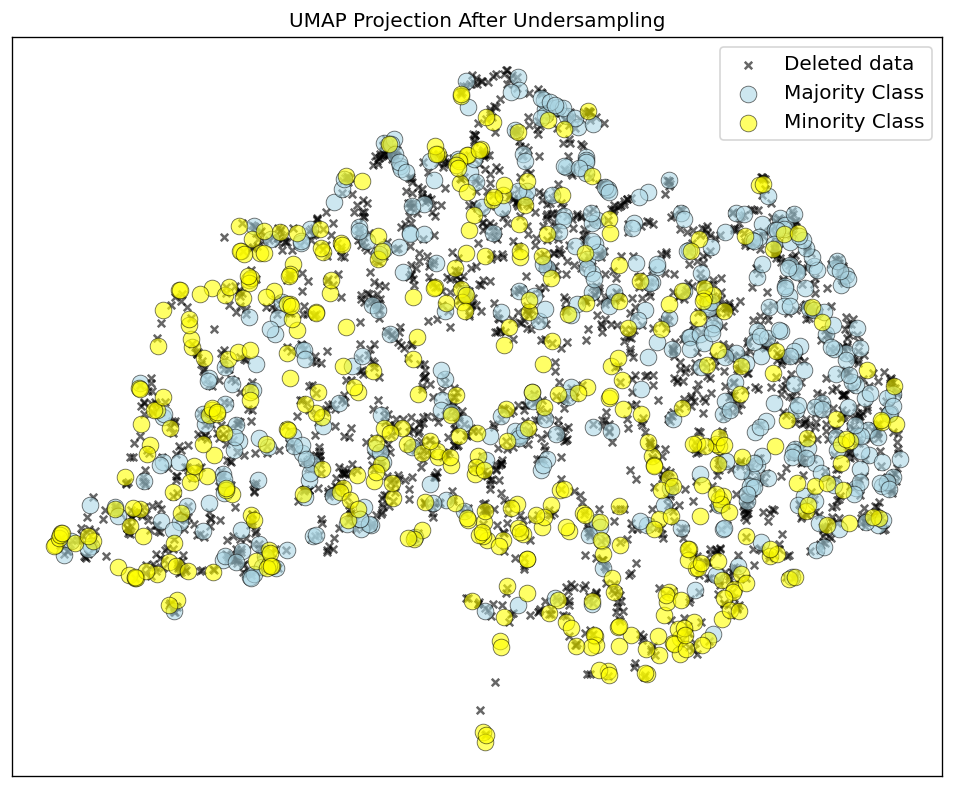 UMAP Projection After Undersampling
Deleted data
Majority Class
Minority Class